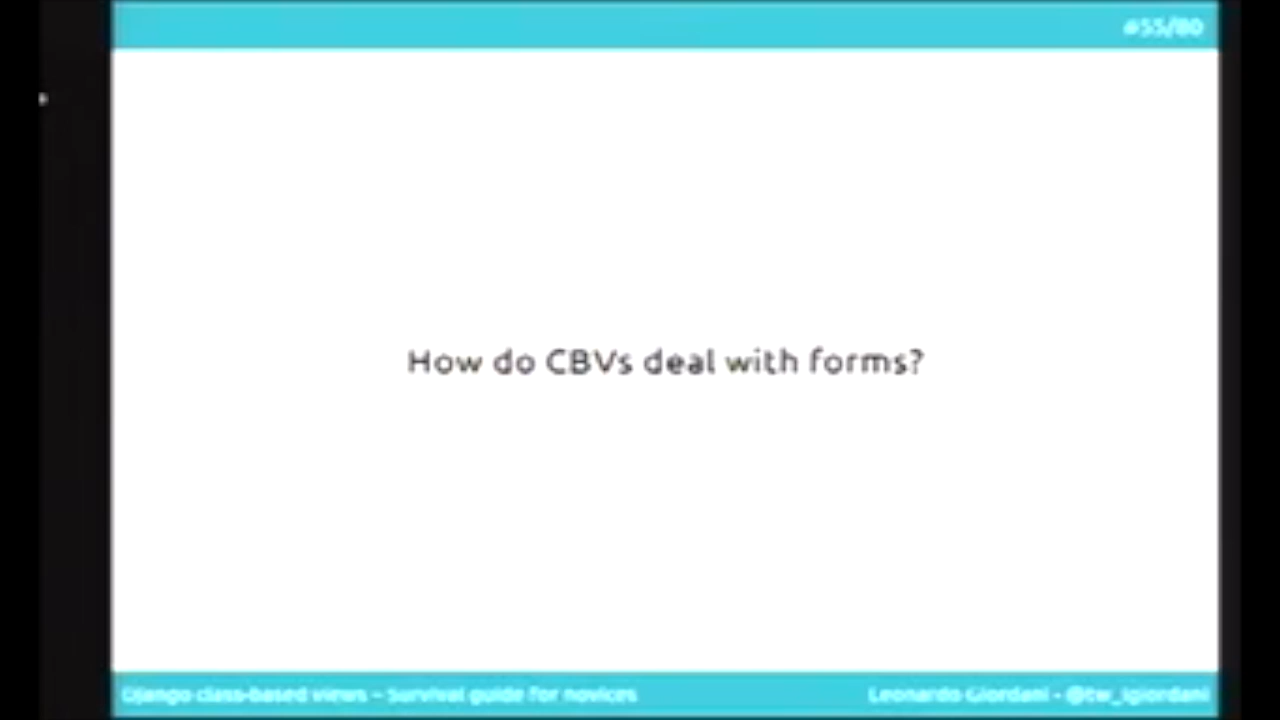 #55/80
How do CBVs deal with forms?
Django class-based views - Survival guide for novices
Leonardo Giordani - @tw_lgiordani